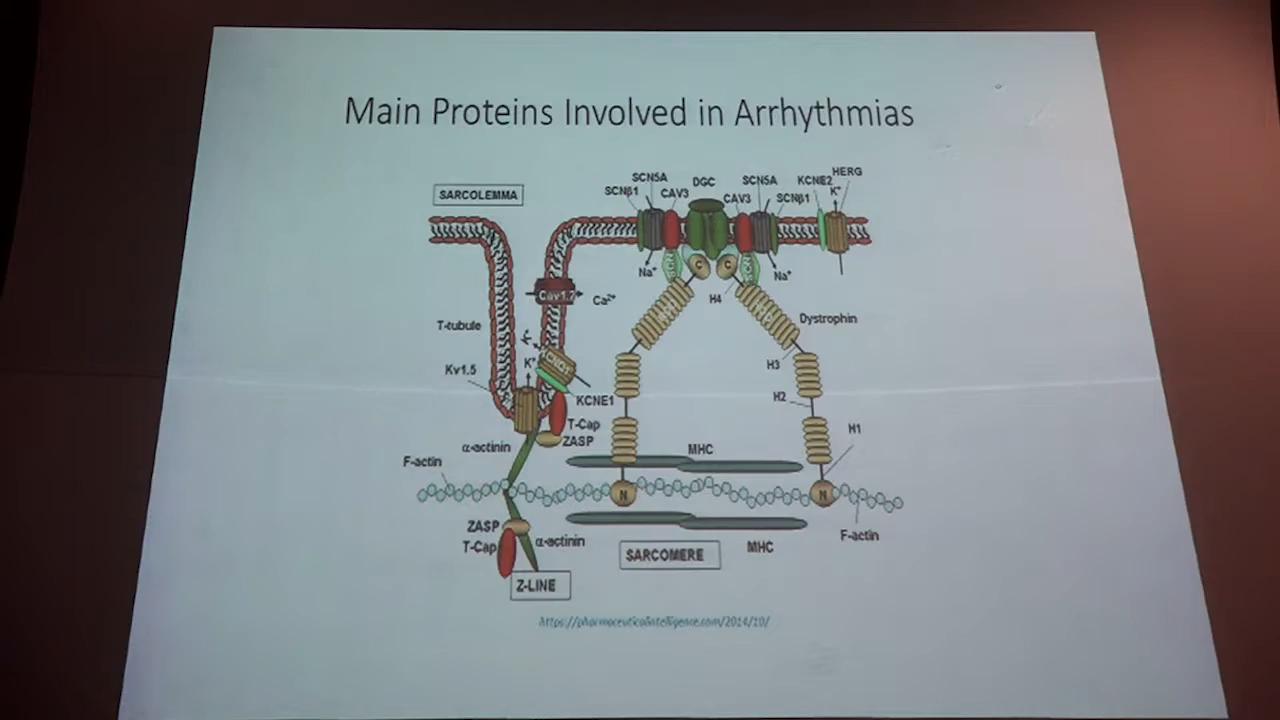 Main Proteins Involved in Arrhythmias
SARCOLEMMA
SCNβ1
SCN5A
CAV3
DGC
CAV3
SCN5A
SCNβ1
KCNE2
HERG
K⁺
Na⁺
C
C
Na⁺
H4
Cav1.2
Ca²⁺
Dystrophin
T-tubule
K⁺
Kv1.5
KCNE1
H3
H2
H1
T-Cap
ZASP
α-actinin
MHC
F-actin
N
N
F-actin
ZASP
T-Cap
α-actinin
SARCOMERE
MHC
Z-LINE
https://pharmaceuticalintelligence.com/2014/10/